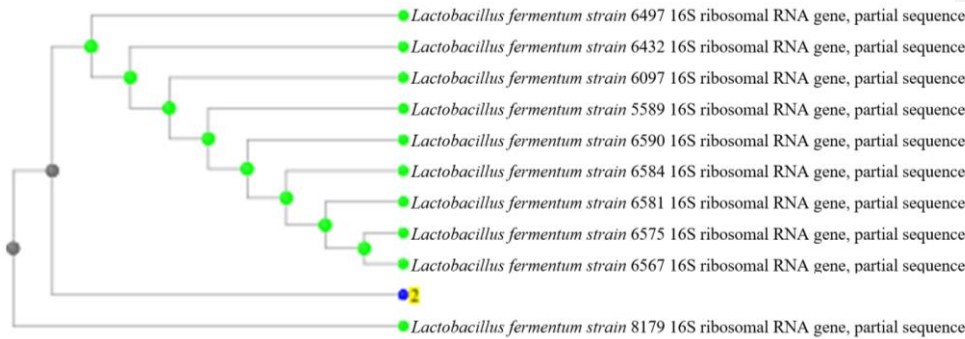 Lactobacillus fermentum strain 6497 16S ribosomal RNA gene, partial sequence
Lactobacillus fermentum strain 6432 16S ribosomal RNA gene, partial sequence
Lactobacillus fermentum strain 6097 16S ribosomal RNA gene, partial sequence
Lactobacillus fermentum strain 5589 16S ribosomal RNA gene, partial sequence
Lactobacillus fermentum strain 6590 16S ribosomal RNA gene, partial sequence
Lactobacillus fermentum strain 6584 16S ribosomal RNA gene, partial sequence
Lactobacillus fermentum strain 6581 16S ribosomal RNA gene, partial sequence
Lactobacillus fermentum strain 6575 16S ribosomal RNA gene, partial sequence
Lactobacillus fermentum strain 6567 16S ribosomal RNA gene, partial sequence
2
Lactobacillus fermentum strain 8179 16S ribosomal RNA gene, partial sequence